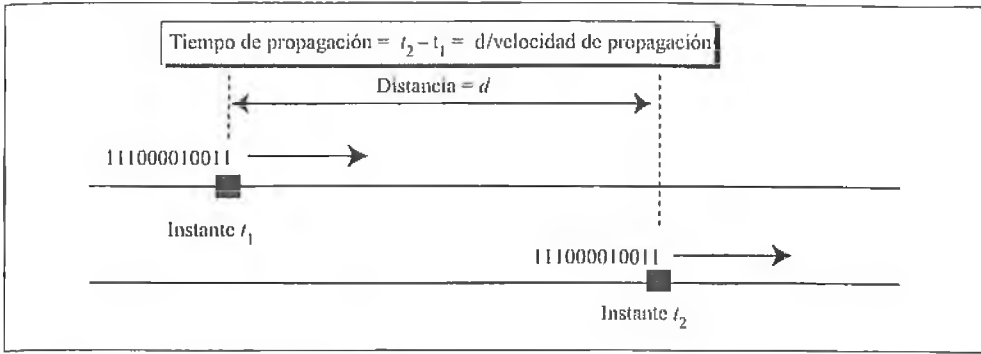 Tiempo de propagación = t₂ – t₁ = d/velocidad de propagación
Distancia = d
111000010011
Instante t₁
111000010011
Instante t₂